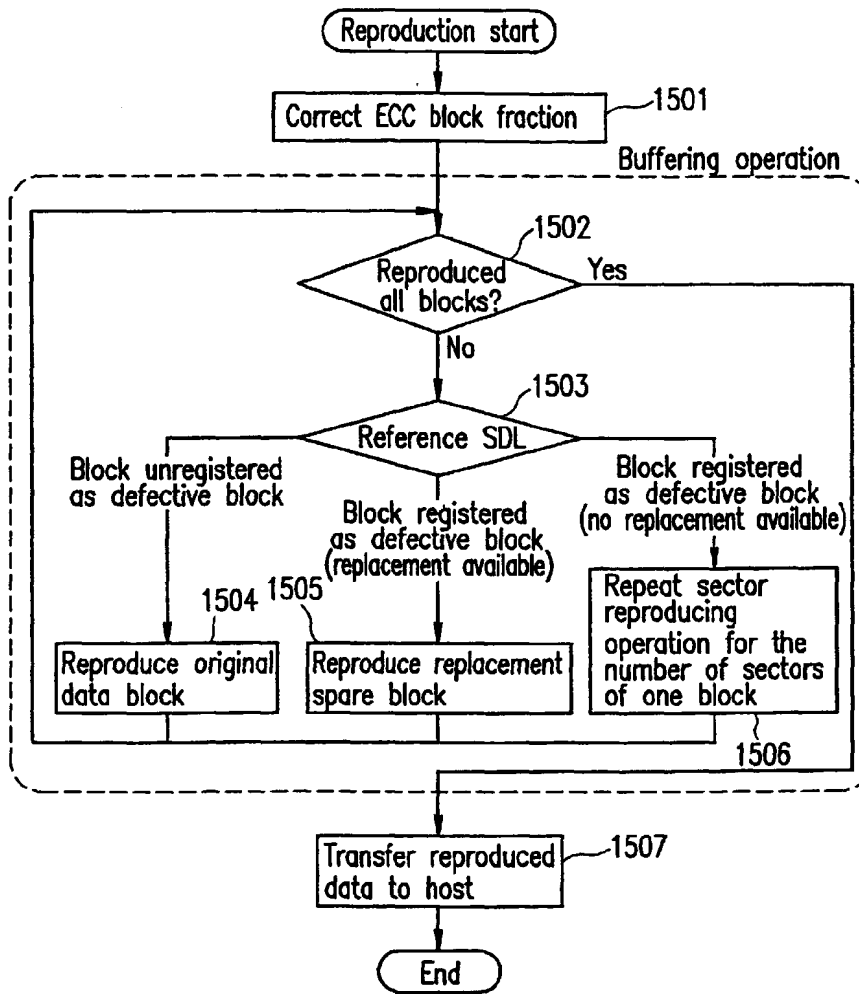 Reproduction start
Correct ECC block fraction
1501
Buffering operation
1502
Reproduced
all blocks?
Yes
No
1503
Reference SDL
Block unregistered
as defective block
Block registered
as defective block
(replacement available)
Block registered
as defective block
(no replacement available)
1504
Reproduce original
data block
1505
Reproduce replacement
spare block
Repeat sector
reproducing
operation for the
number of sectors
of one block
1506
Transfer reproduced
data to host
1507
End